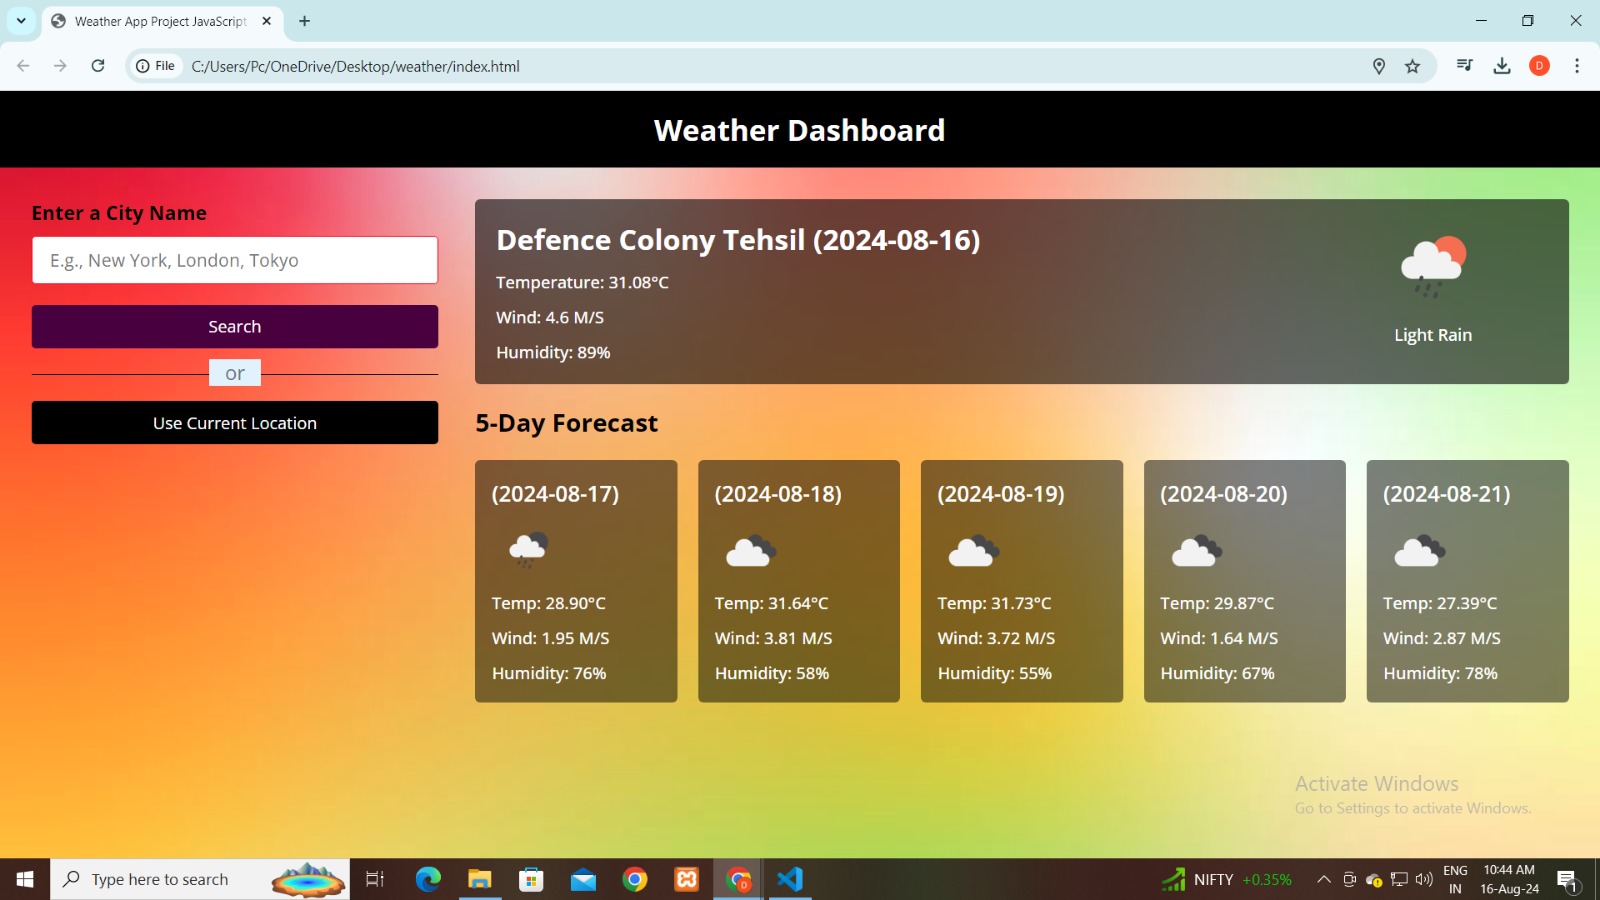 Weather App Project JavaScript
File
C:/Users/Pc/OneDrive/Desktop/weather/index.html
D
Weather Dashboard
Enter a City Name
E.g., New York, London, Tokyo
Search
or
Use Current Location
Defence Colony Tehsil (2024-08-16)
Temperature: 31.08°C
Wind: 4.6 M/S
Humidity: 89%
Light Rain
5-Day Forecast
(2024-08-17)
Temp: 28.90°C
Wind: 1.95 M/S
Humidity: 76%
(2024-08-18)
Temp: 31.64°C
Wind: 3.81 M/S
Humidity: 58%
(2024-08-19)
Temp: 31.73°C
Wind: 3.72 M/S
Humidity: 55%
(2024-08-20)
Temp: 29.87°C
Wind: 1.64 M/S
Humidity: 67%
(2024-08-21)
Temp: 27.39°C
Wind: 2.87 M/S
Humidity: 78%
Activate Windows
Go to Settings to activate Windows.
Type here to search
D
NIFTY +0.35%
ENG
IN
10:44 AM
16-Aug-24
1